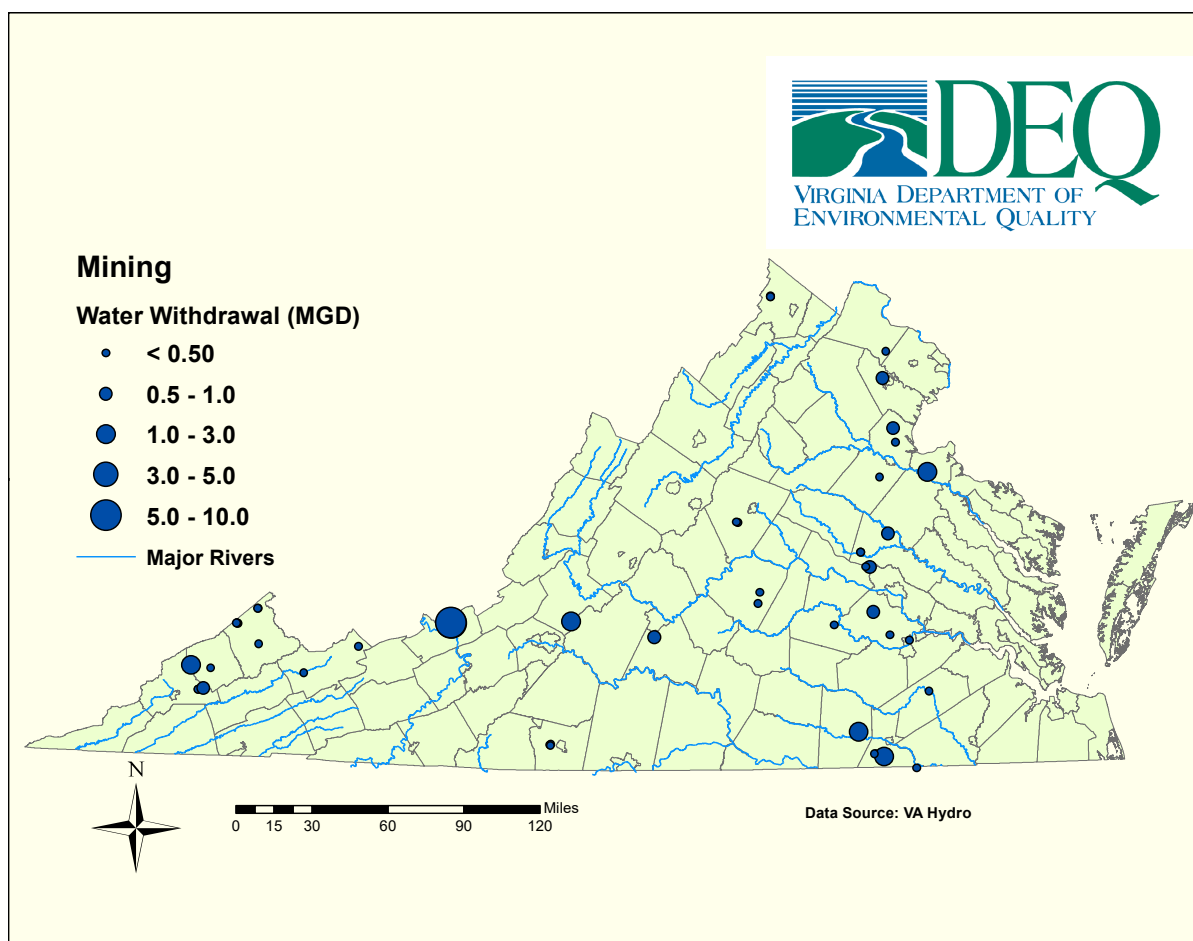 DEQ
VIRGINIA DEPARTMENT OF
ENVIRONMENTAL QUALITY
Mining
Water Withdrawal (MGD)
< 0.50
0.5 - 1.0
1.0 - 3.0
3.0 - 5.0
5.0 - 10.0
Major Rivers
N
Miles
0 15 30 60 90 120
Data Source: VA Hydro